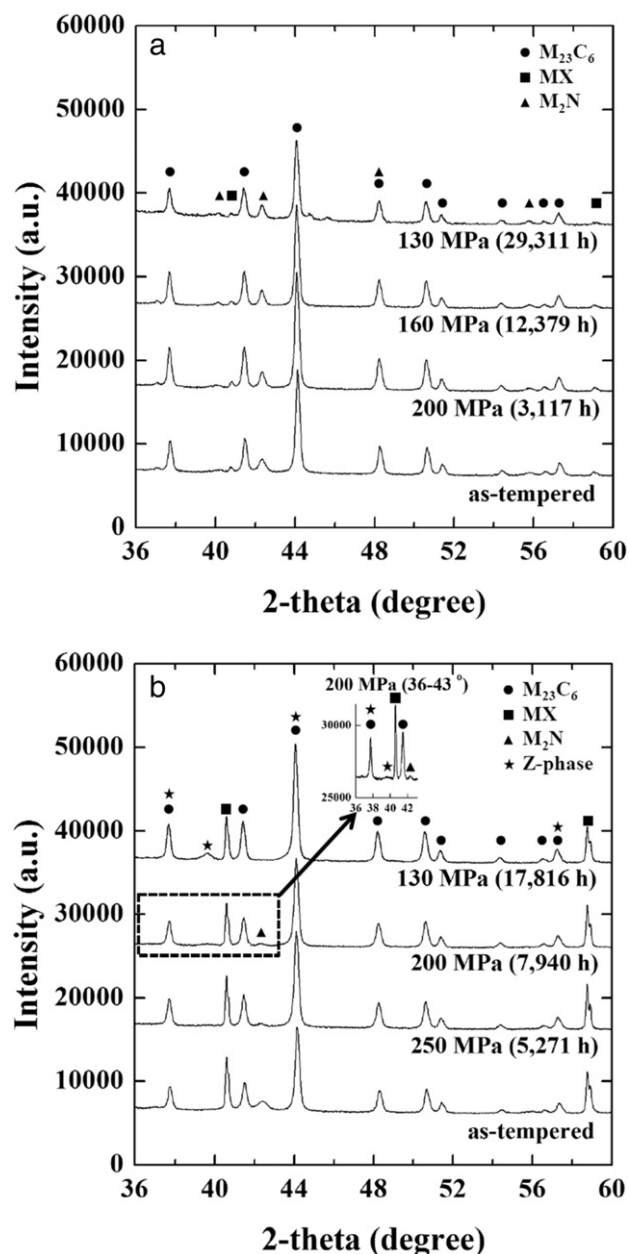 a
60000
50000
40000
30000
20000
10000
0
Intensity (a.u.)
● M₂₃C₆
■ MX
▲ M₂N
130 MPa (29,311 h)
160 MPa (12,379 h)
200 MPa (3,117 h)
as-tempered
36 40 44 48 52 56 60
2-theta (degree)
b
60000
50000
40000
30000
20000
10000
0
Intensity (a.u.)
200 MPa (36-43 °)
30000
25000
36 38 40 42
● M₂₃C₆
■ MX
▲ M₂N
★ Z-phase
130 MPa (17,816 h)
200 MPa (7,940 h)
250 MPa (5,271 h)
as-tempered
36 40 44 48 52 56 60
2-theta (degree)